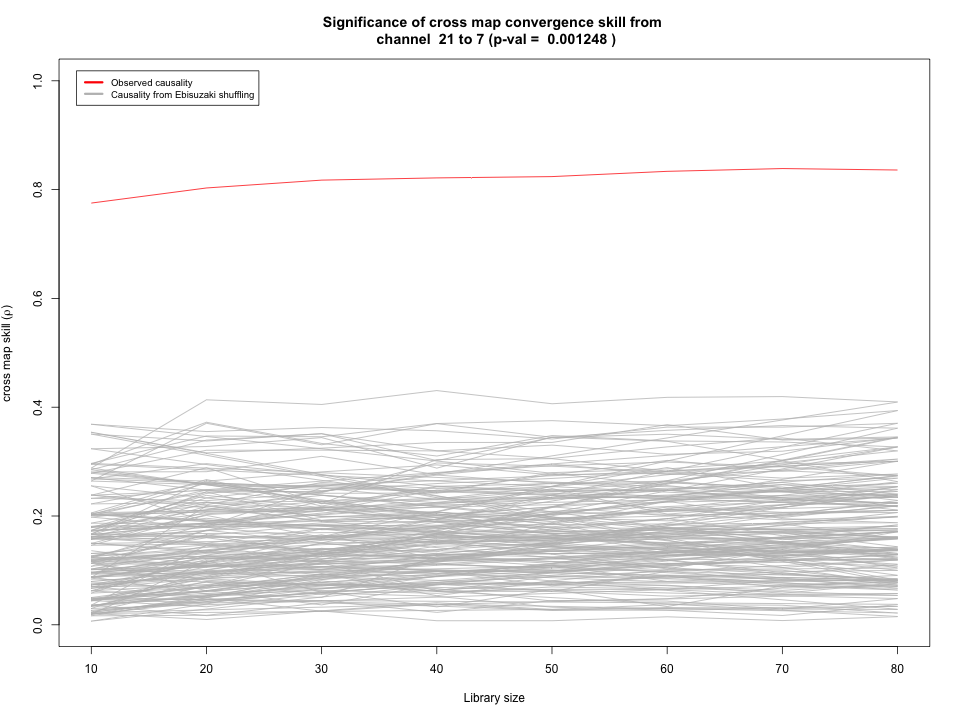 Significance of cross map convergence skill from
channel 21 to 7 (p-val = 0.001248 )
Observed causality
Causality from Ebisuzaki shuffling
cross map skill (ρ)
1.0
0.8
0.6
0.4
0.2
0.0
10 20 30 40 50 60 70 80
Library size